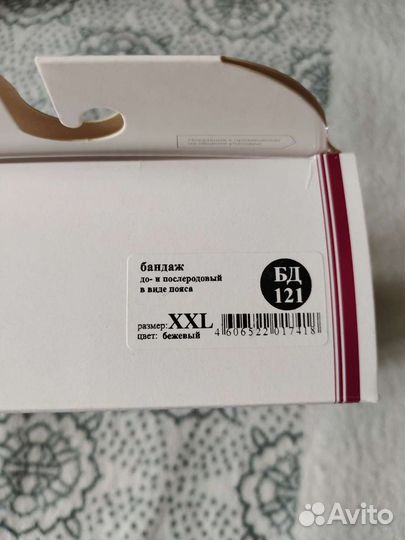 бандаж
до- и послеродовый
в виде пояса
БД
121
размер: XXL
цвет: бежевый
4 606522 017418
Avito